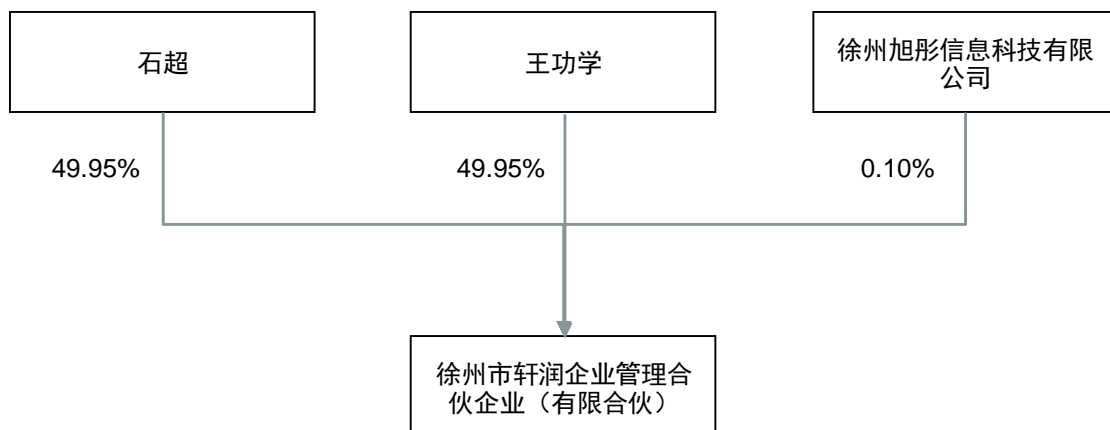 石超
王功学
徐州旭彤信息科技有限
公司
49.95%
49.95%
0.10%
徐州市轩润企业管理合
伙企业（有限合伙）